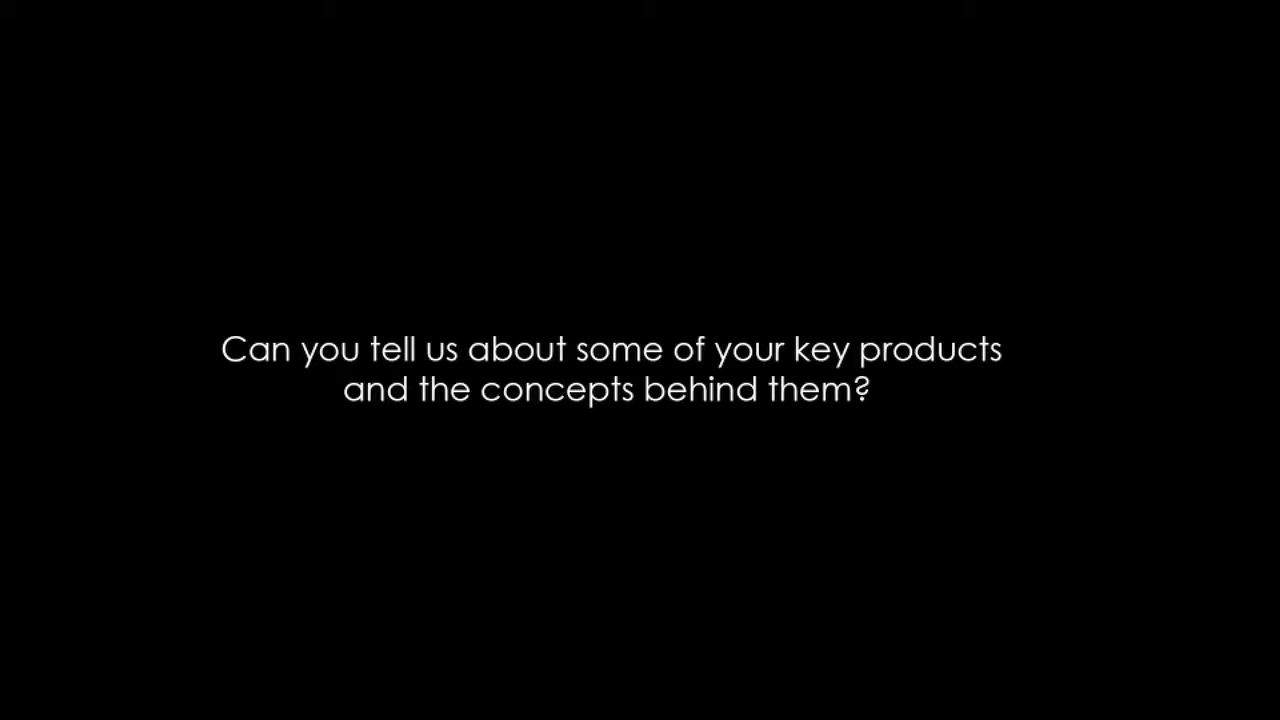 Can you tell us about some of your key products
and the concepts behind them?